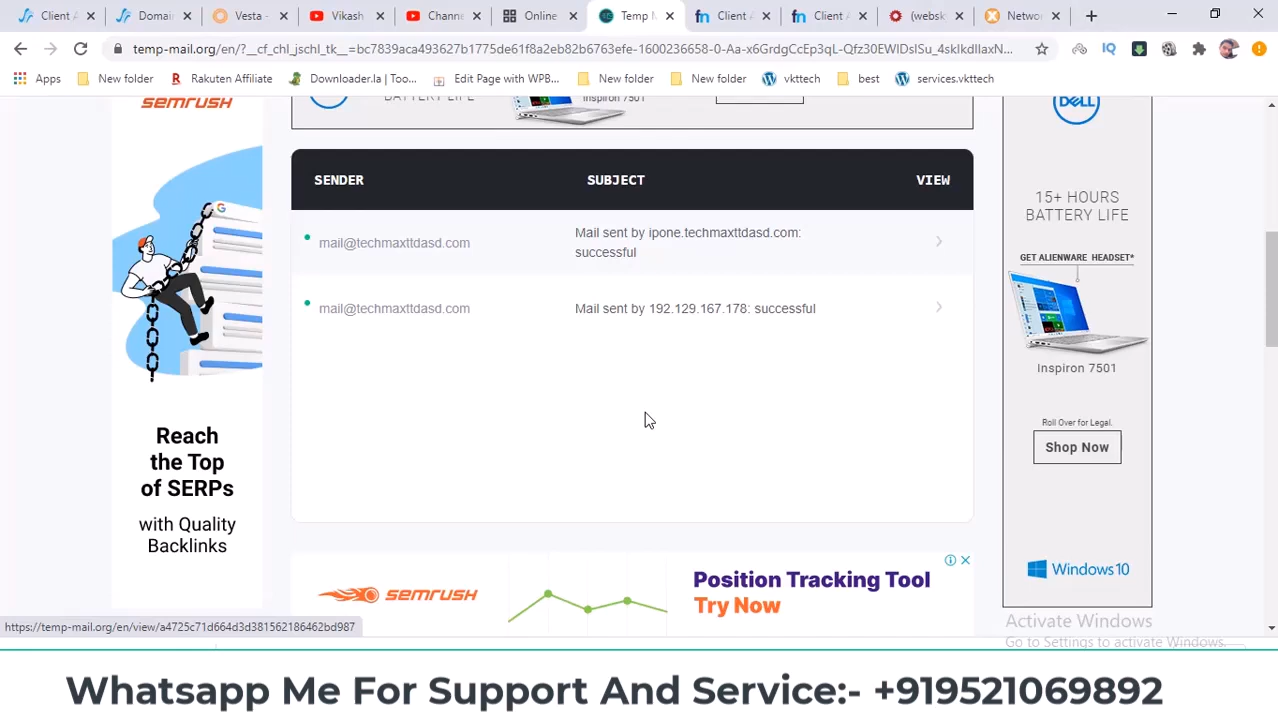 Client A
Domain
Vesta -
Vikash
Chann
Online
Temp M
Client A
Client A
(websk
Networ
temp-mail.org/en/?__cf_chl_jschl_tk__=bc7839aca493627b1775de61f8a2eb82b6763efe-1600236658-0-Aa-x6GrdgCcEp3qL-Qfz30EWIDsISu_4skIkdIlaxN...
IQ
Apps
New folder
Rakuten Affiliate
Downloader.la | Too...
Edit Page with WPB...
New folder
New folder
vkttech
best
services.vkttech
semrush
BATTERY LIFE
Inspiron 7501
DELL
SENDER
SUBJECT
VIEW
mail@techmaxttdasd.com
Mail sent by ipone.techmaxttdasd.com:
successful
mail@techmaxttdasd.com
Mail sent by 192.129.167.178: successful
15+ HOURS
BATTERY LIFE
GET ALIENWARE HEADSET*
Inspiron 7501
Roll Over for Legal.
Shop Now
Windows10
G
Reach
the Top
of SERPs
with Quality
Backlinks
semrush
Position Tracking Tool
Try Now
https://temp-mail.org/en/view/a4725c71d664d3d381562186462bd987
Activate Windows
Go to Settings to activate Windows.
Whatsapp Me For Support And Service:- +919521069892